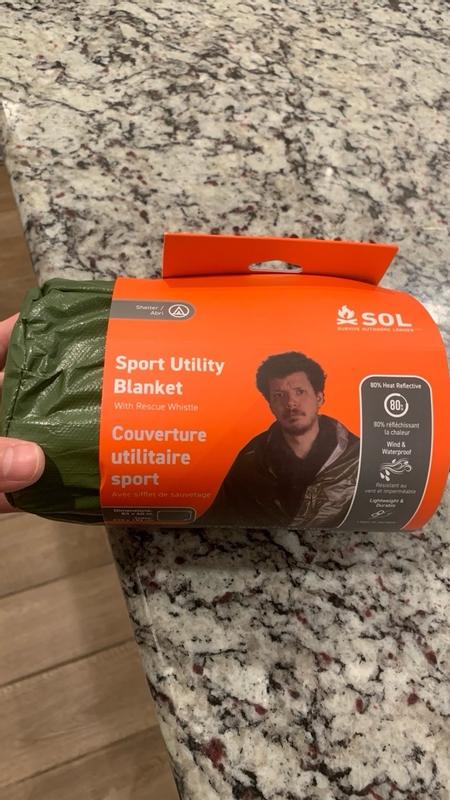 Shelter /
Abri
SOL
SURVIVE OUTDOORS LONGER
Sport Utility
Blanket
With Rescue Whistle
Couverture
utilitaire
sport
Avec sifflet de sauvetage
Dimensions:
80% Heat Reflective
80%
80% réfléchissant
la chaleur
Wind &
Waterproof
Résistant au
vent et imperméable
Lightweight &
Durable